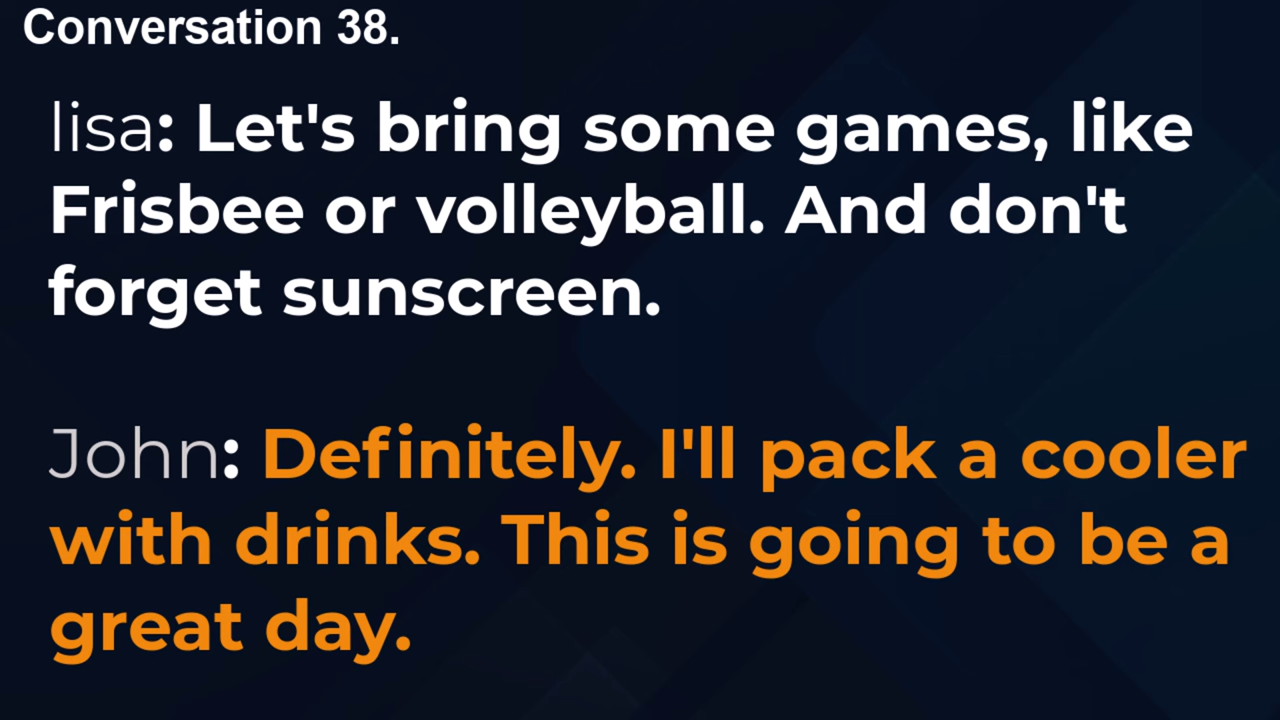 Conversation 38.
lisa: Let's bring some games, like
Frisbee or volleyball. And don't
forget sunscreen.
John: Definitely. I'll pack a cooler
with drinks. This is going to be a
great day.